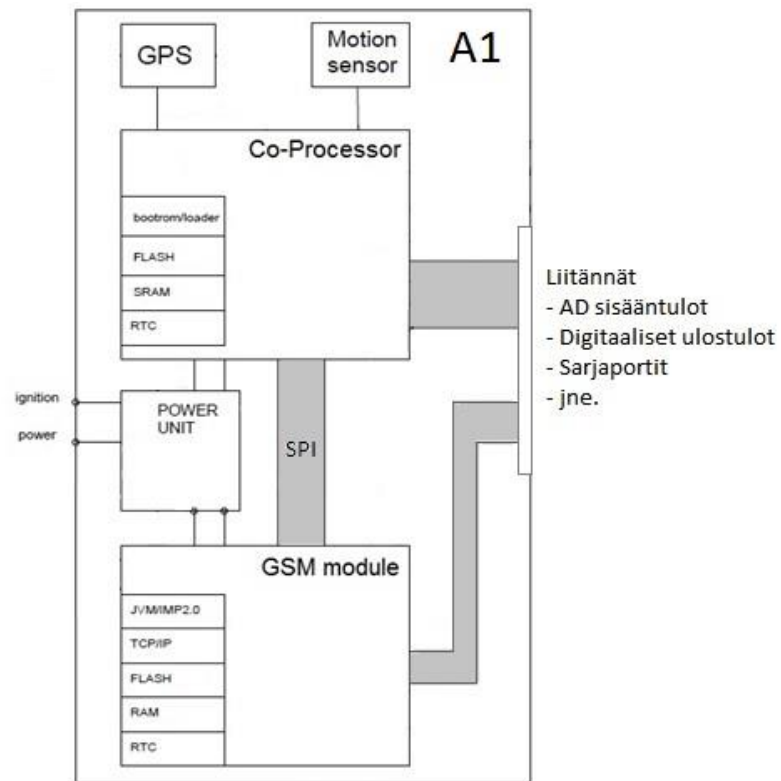 GPS
Motion
sensor
A1
Co-Processor
bootrom/loader
FLASH
SRAM
RTC
Liitännät
- AD sisääntulot
- Digitaaliset ulostulot
- Sarjaportit
- jne.
ignition
power
POWER
UNIT
SPI
GSM module
JVM/IMP2.0
TCP/IP
FLASH
RAM
RTC